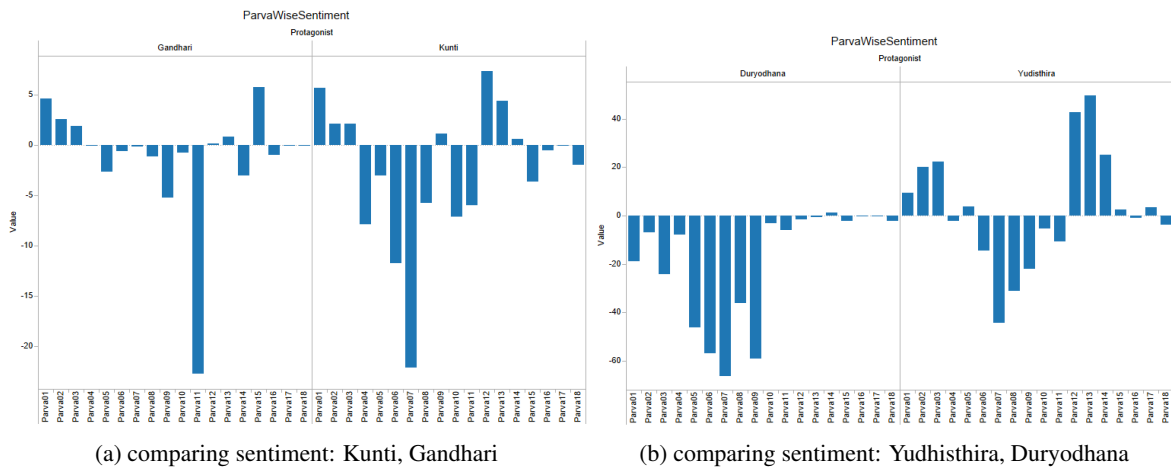 ParvaWiseSentiment
Protagonist
Gandhari Kunti
5
0
-5
-10
-15
-20
Value
Parva01 Parva02 Parva03 Parva04 Parva05 Parva06 Parva07 Parva08 Parva09 Parva10 Parva11 Parva12 Parva13 Parva14 Parva15 Parva16 Parva17 Parva18 Parva01 Parva02 Parva03 Parva04 Parva05 Parva06 Parva07 Parva08 Parva09 Parva10 Parva11 Parva12 Parva13 Parva14 Parva15 Parva16 Parva17 Parva18
(a) comparing sentiment: Kunti, Gandhari
ParvaWiseSentiment
Protagonist
Duryodhana Yudisthira
40
20
0
-20
-40
-60
Value
Parva01 Parva02 Parva03 Parva04 Parva05 Parva06 Parva07 Parva08 Parva09 Parva10 Parva11 Parva12 Parva13 Parva14 Parva15 Parva16 Parva17 Parva18 Parva01 Parva02 Parva03 Parva04 Parva05 Parva06 Parva07 Parva08 Parva09 Parva10 Parva11 Parva12 Parva13 Parva14 Parva15 Parva16 Parva17 Parva18
(b) comparing sentiment: Yudhisthira, Duryodhana